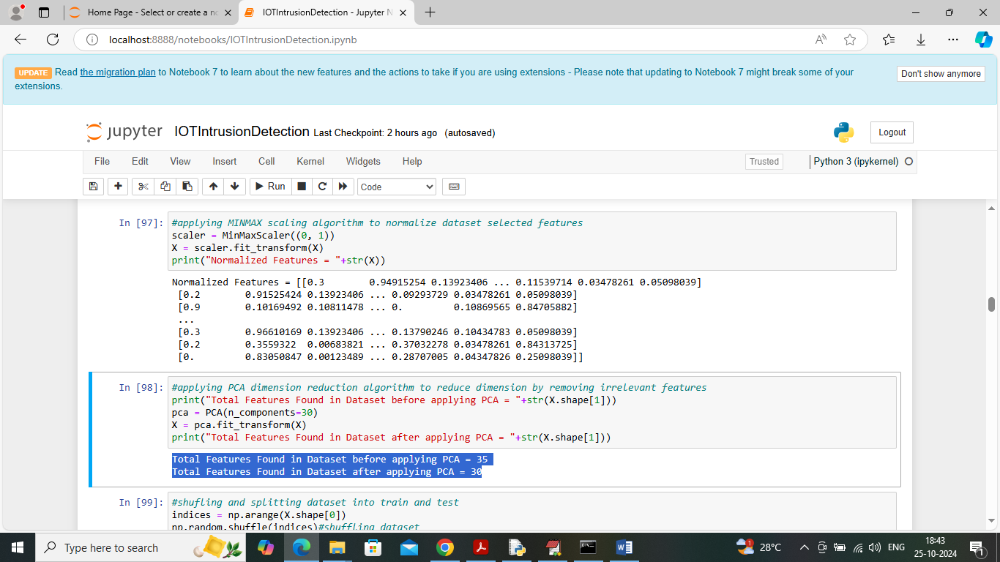 Home Page - Select or create a no
IOTIntrusionDetection - Jupyter N
localhost:8888/notebooks/IOTIntrusionDetection.ipynb
UPDATE Read the migration plan to Notebook 7 to learn about the new features and the actions to take if you are using extensions - Please note that updating to Notebook 7 might break some of your
extensions.
Don't show anymore
jupyter IOTIntrusionDetection Last Checkpoint: 2 hours ago (autosaved)
Logout
File Edit View Insert Cell Kernel Widgets Help
Trusted
Python 3 (ipykernel)
Run
Code
In [97]: #applying MINMAX scaling algorithm to normalize dataset selected features
scaler = MinMaxScaler((0, 1))
X = scaler.fit_transform(X)
print("Normalized Features = "+str(X))
Normalized Features = [[0.3        0.94915254 0.13923406 ... 0.11539714 0.03478261 0.05098039]
[0.2        0.91525424 0.13923406 ... 0.09293729 0.03478261 0.05098039]
[0.9        0.10169492 0.10811478 ... 0.         0.10869565 0.84705882]
...
[0.3        0.96610169 0.13923406 ... 0.13790246 0.10434783 0.05098039]
[0.2        0.3559322  0.00683821 ... 0.37032278 0.03478261 0.84313725]
[0.         0.83050847 0.00123489 ... 0.28707005 0.04347826 0.25098039]]
In [98]: #applying PCA dimension reduction algorithm to reduce dimension by removing irrelevant features
print("Total Features Found in Dataset before applying PCA = "+str(X.shape[1]))
pca = PCA(n_components=30)
X = pca.fit_transform(X)
print("Total Features Found in Dataset after applying PCA = "+str(X.shape[1]))
Total Features Found in Dataset before applying PCA = 35
Total Features Found in Dataset after applying PCA = 30
In [99]: #shufling and splitting dataset into train and test
indices = np.arange(X.shape[0])
np.random.shuffle(indices)#shuffling dataset
Type here to search
28°C
ENG
18:43
25-10-2024
1